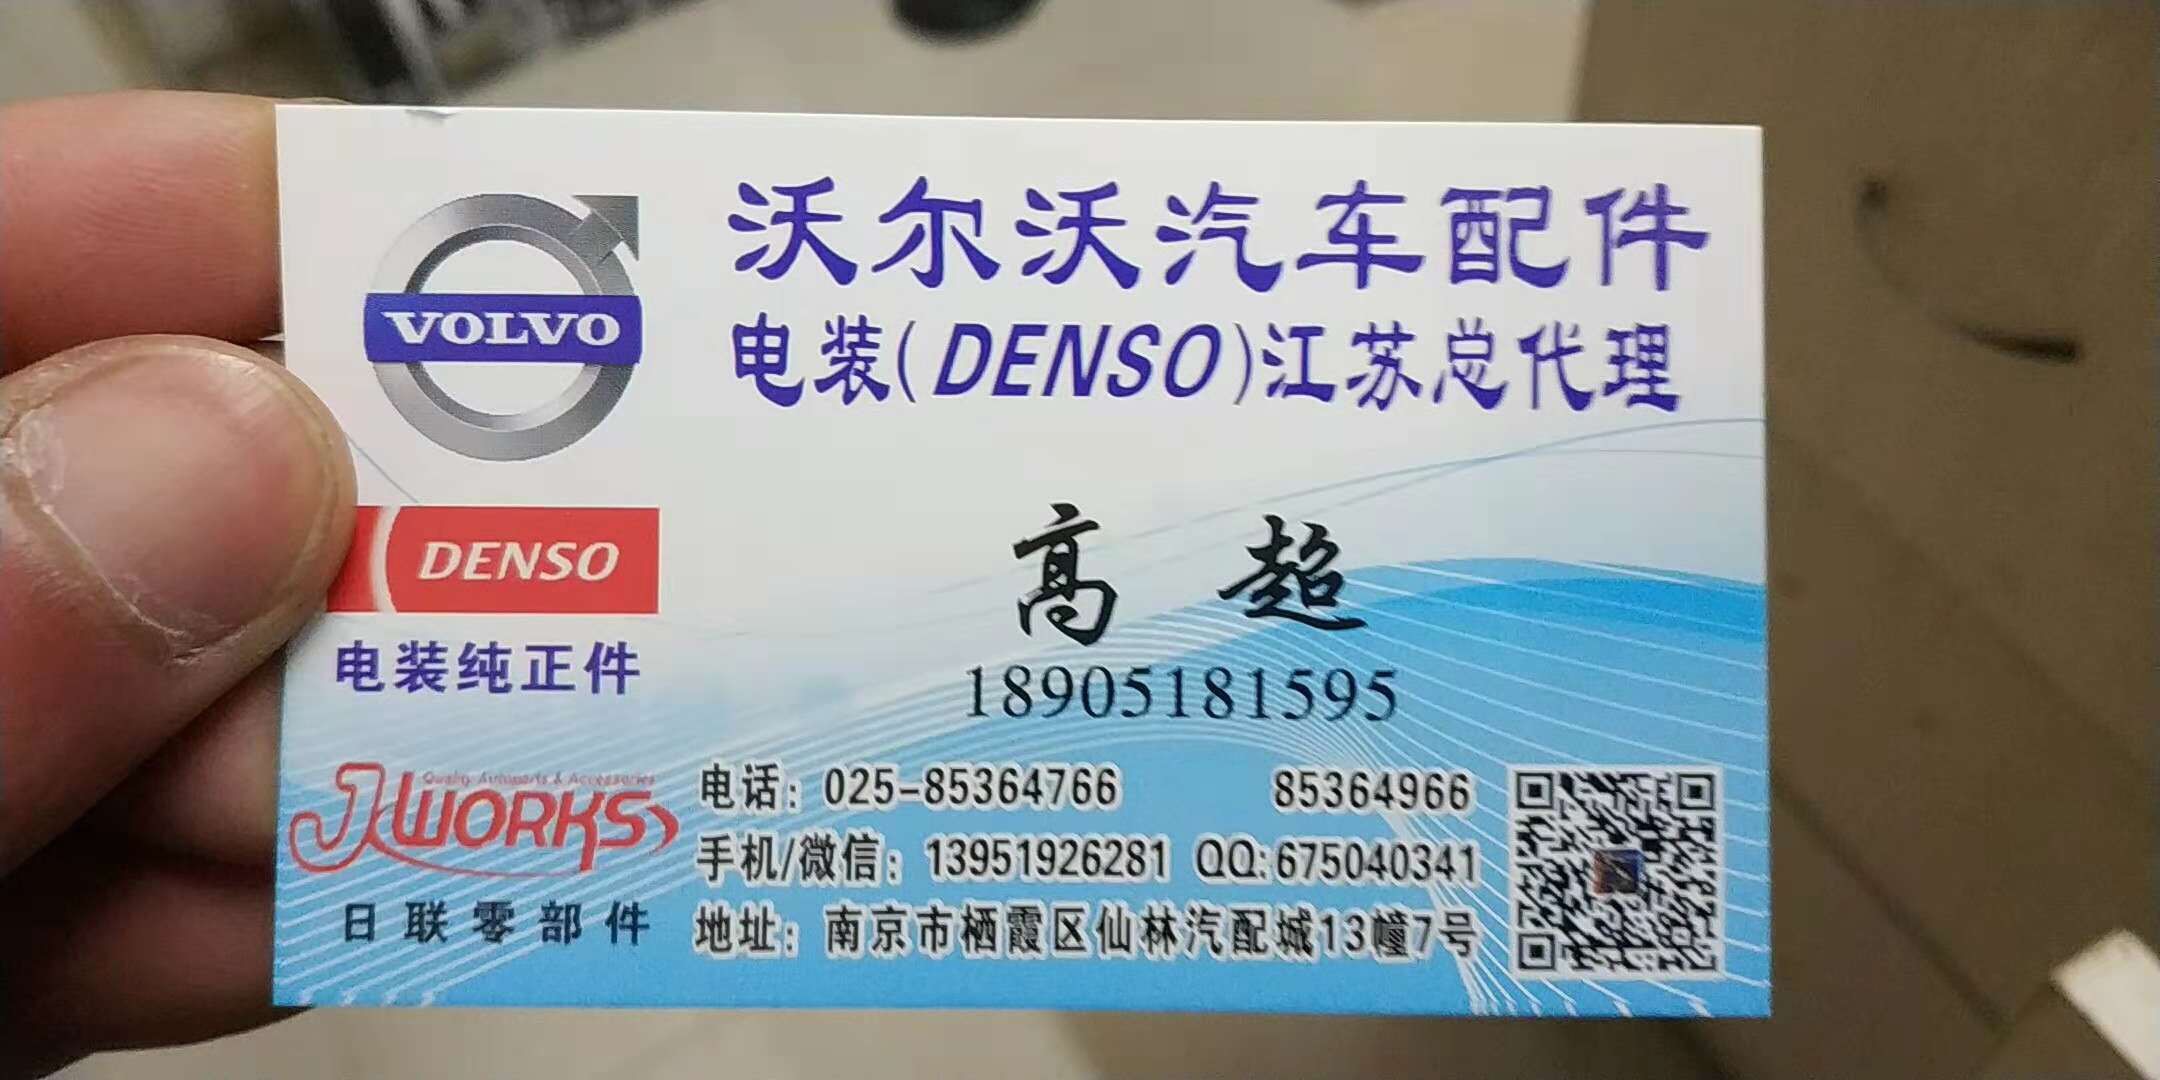 沃尔沃汽车配件
VOLVO
电装(DENSO)江苏总代理
DENSO
高超
电装纯正件
18905181595
Quality Autoparts & Accessories
JWORKS
电话：025-85364766 85364966
手机/微信：13951926281 QQ:675040341
日联零部件
地址：南京市栖霞区仙林汽配城13幢7号